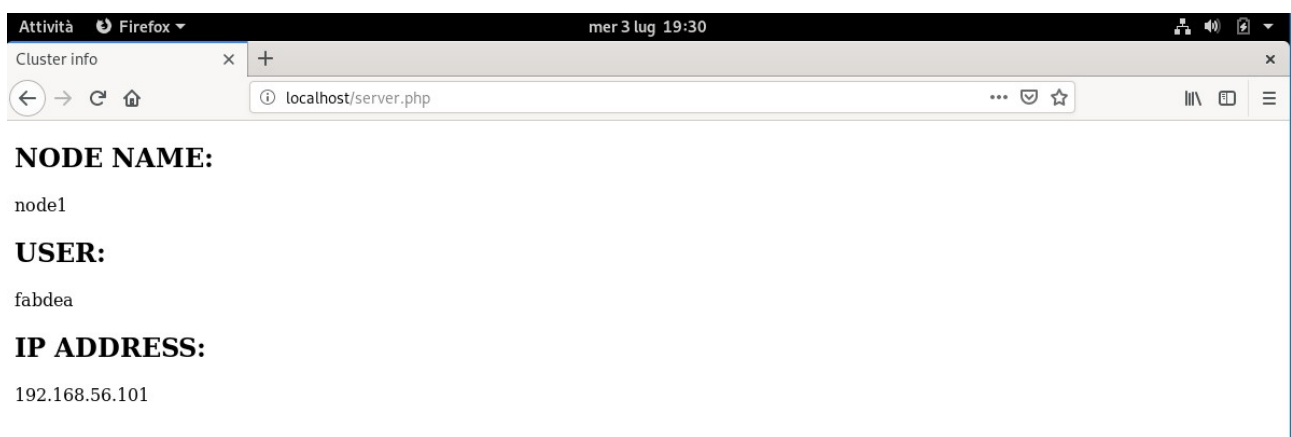 Attività Firefox mer 3 lug 19:30
Cluster info
localhost/server.php
NODE NAME:
node1
USER:
fabdea
IP ADDRESS:
192.168.56.101